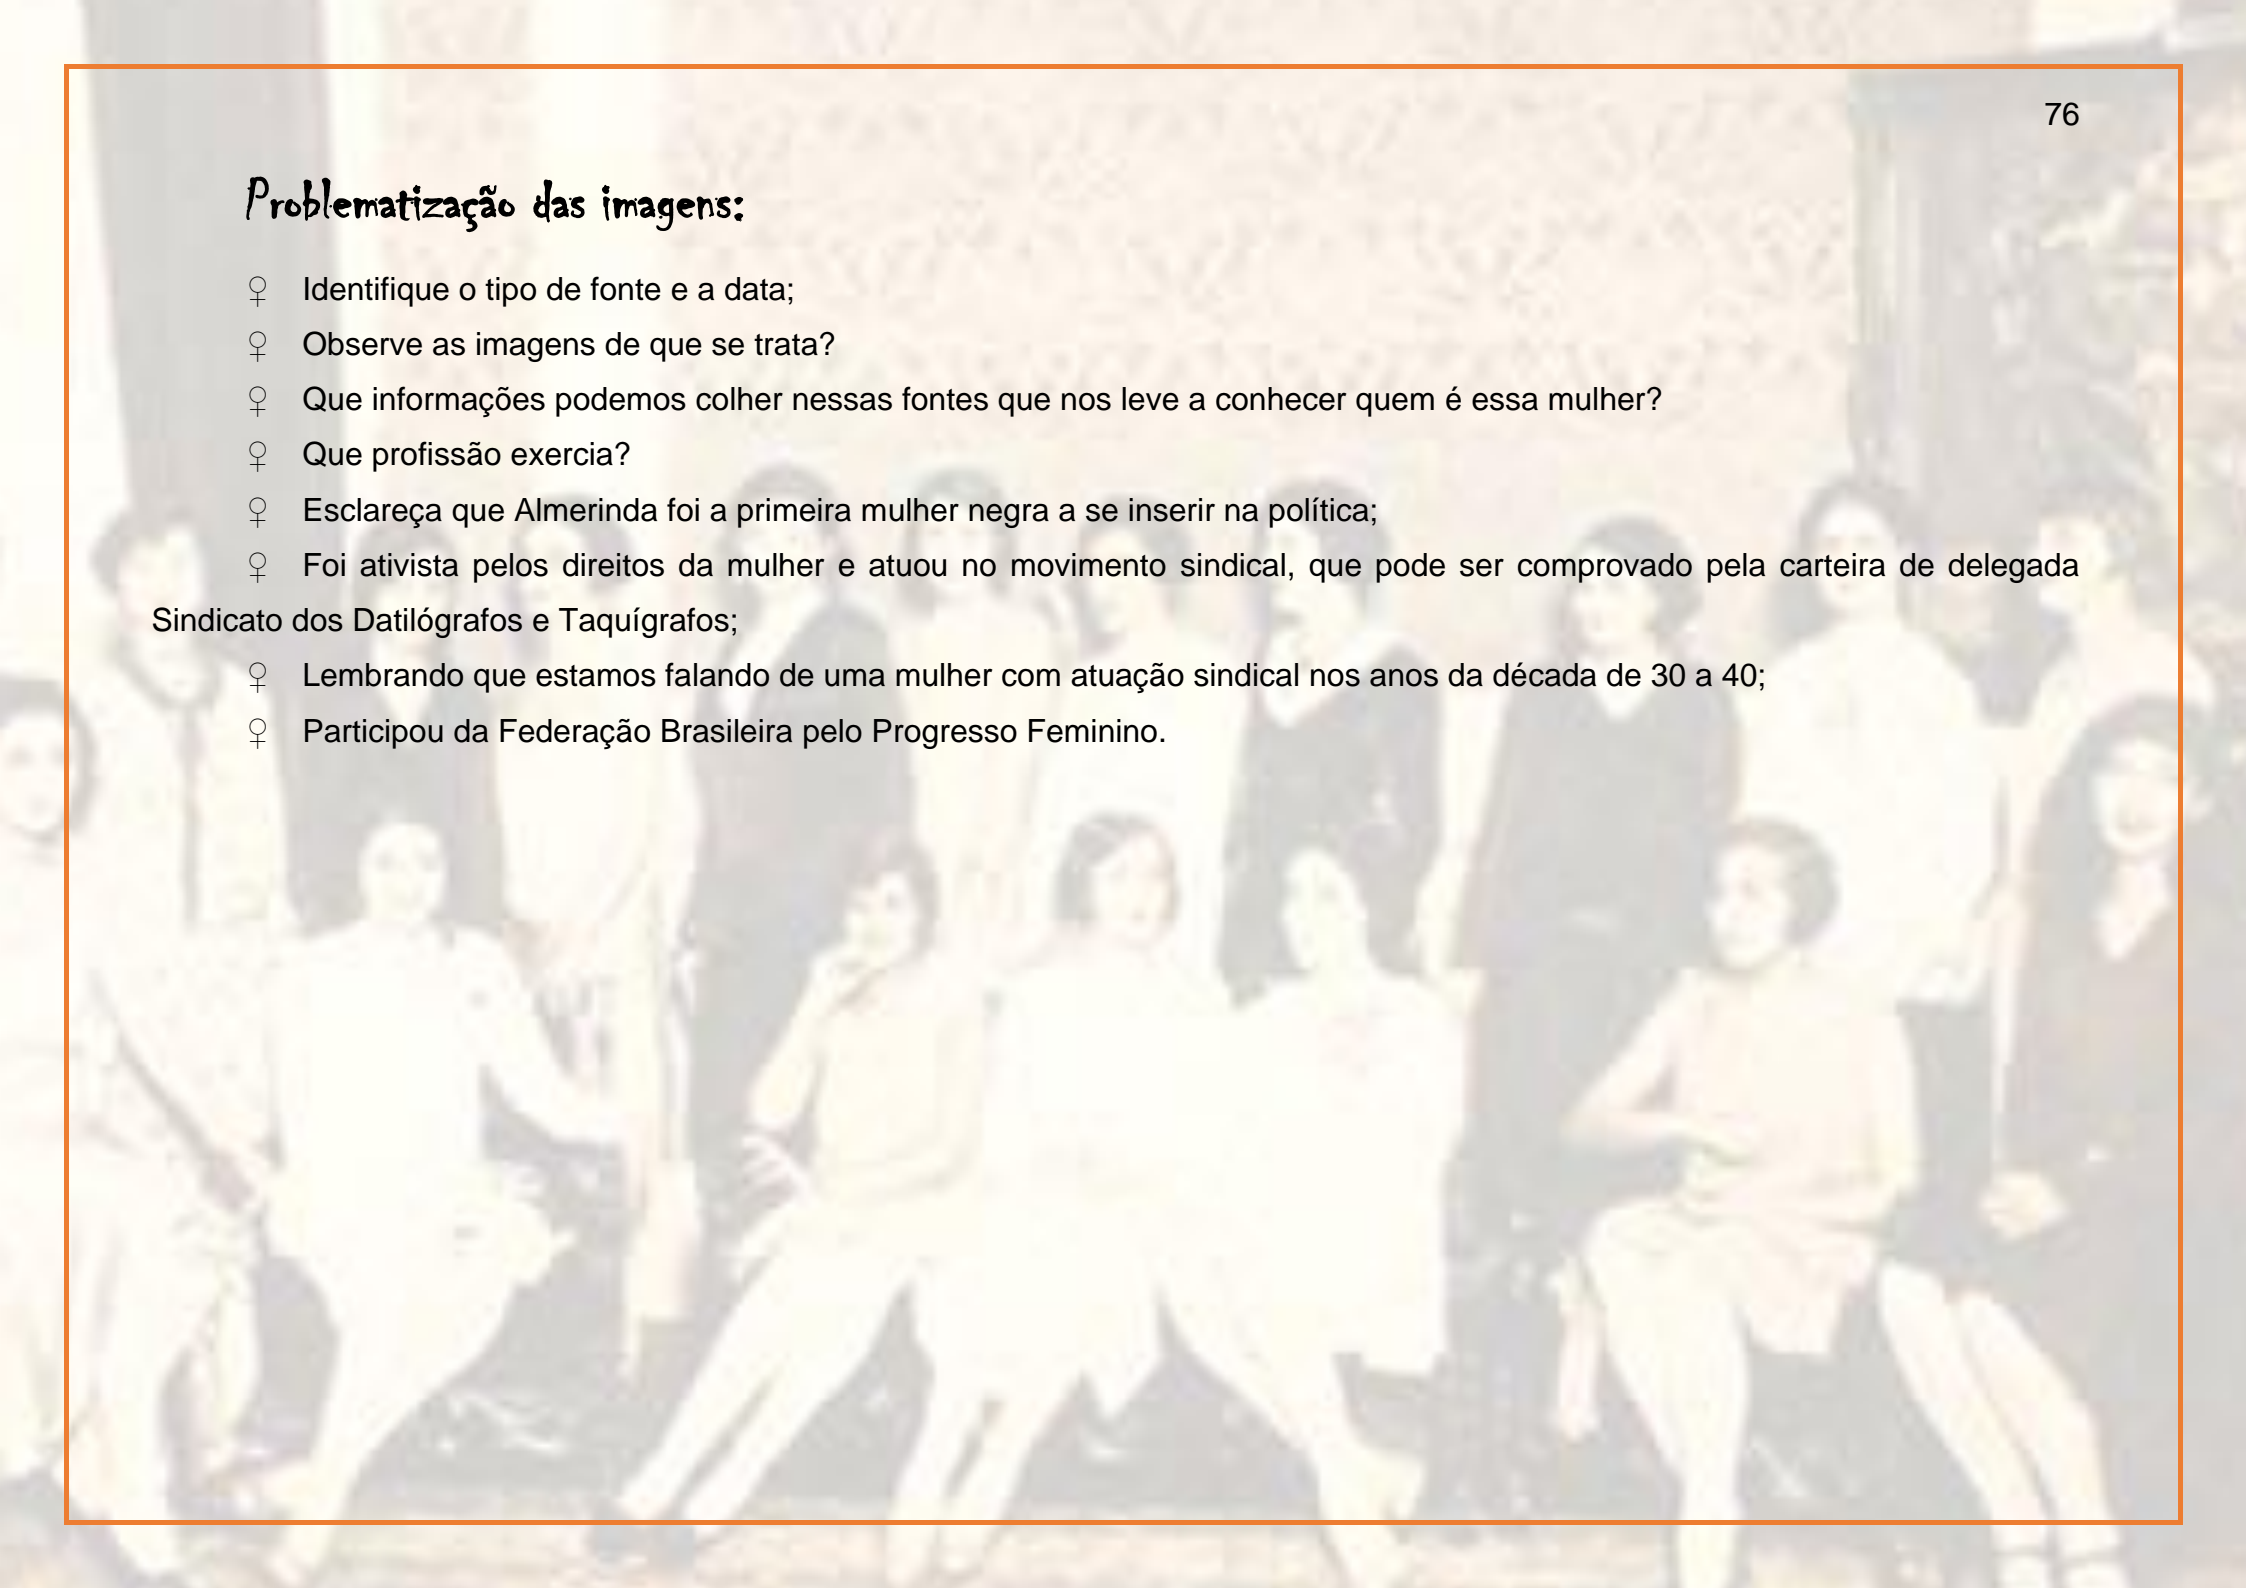 76
Problematização das imagens:
♀ Identifique o tipo de fonte e a data;
♀ Observe as imagens de que se trata?
♀ Que informações podemos colher nessas fontes que nos leve a conhecer quem é essa mulher?
♀ Que profissão exercia?
♀ Esclareça que Almerinda foi a primeira mulher negra a se inserir na política;
♀ Foi ativista pelos direitos da mulher e atuou no movimento sindical, que pode ser comprovado pela carteira de delegada
Sindicato dos Datilógrafos e Taquígrafos;
♀ Lembrando que estamos falando de uma mulher com atuação sindical nos anos da década de 30 a 40;
♀ Participou da Federação Brasileira pelo Progresso Feminino.